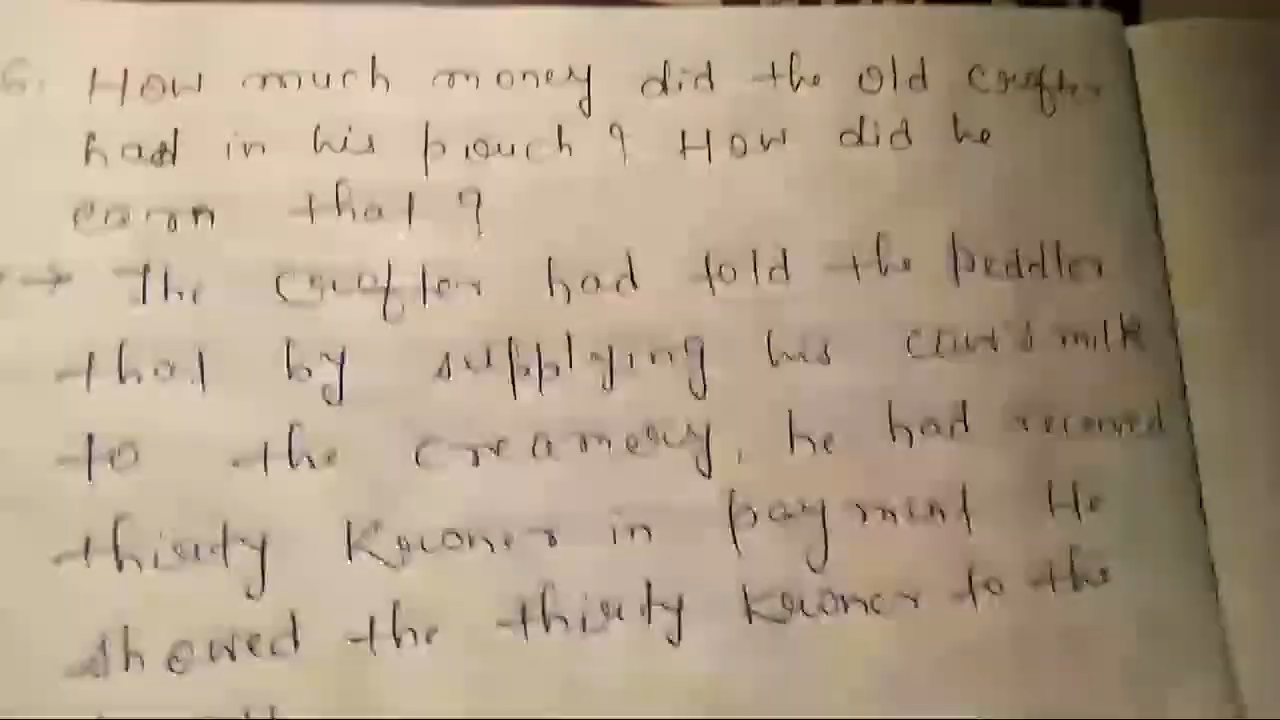 6. How much money did the old crofter
had in his pouch ? How did he
earn that ?
→ The crofter had told the peddler
that by supplying his cow's milk
to the creamery, he had received
thirty Kroner in payment He
showed the thirty Kroner to the